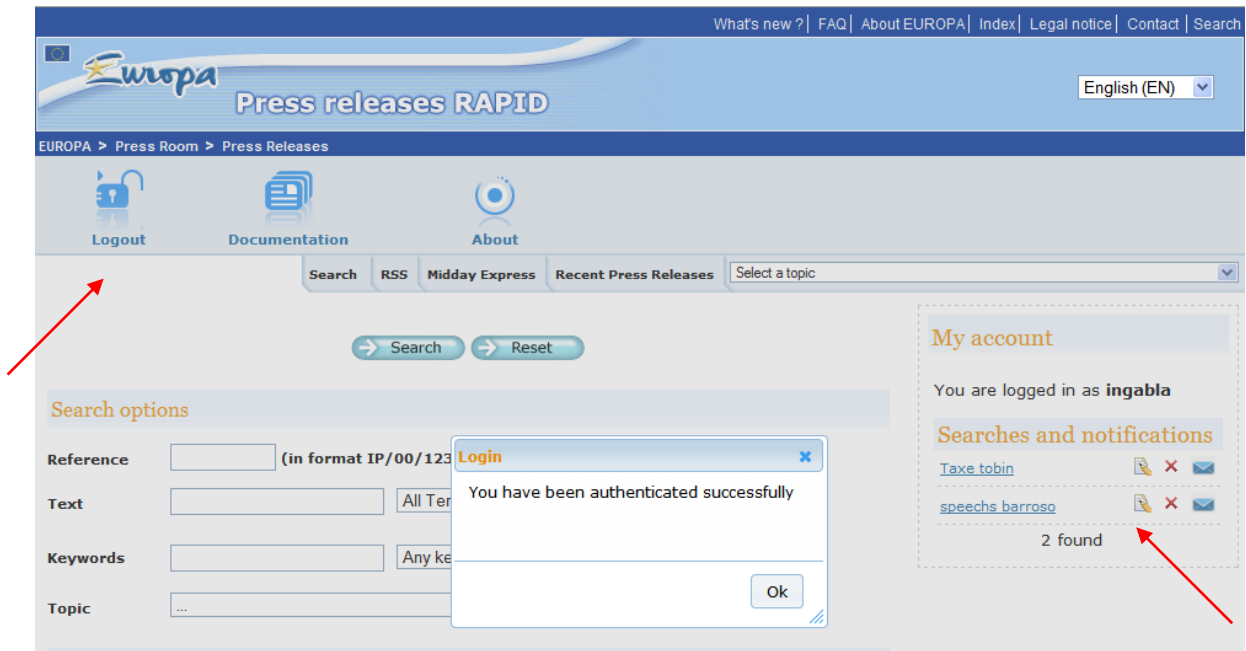 What's new ?| FAQ| About EUROPA| Index| Legal notice| Contact | Search
Europa
Press releases RAPID
English (EN)
EUROPA > Press Room > Press Releases
Logout Documentation About
Search RSS Midday Express Recent Press Releases Select a topic
Search Reset
My account
You are logged in as ingabla
Search options
Searches and notifications
Reference (in format IP/00/123
Login
Taxe tobin
You have been authenticated successfully
Text All Ter
speechs barroso
2 found
Keywords Any ke
Ok
Topic ...